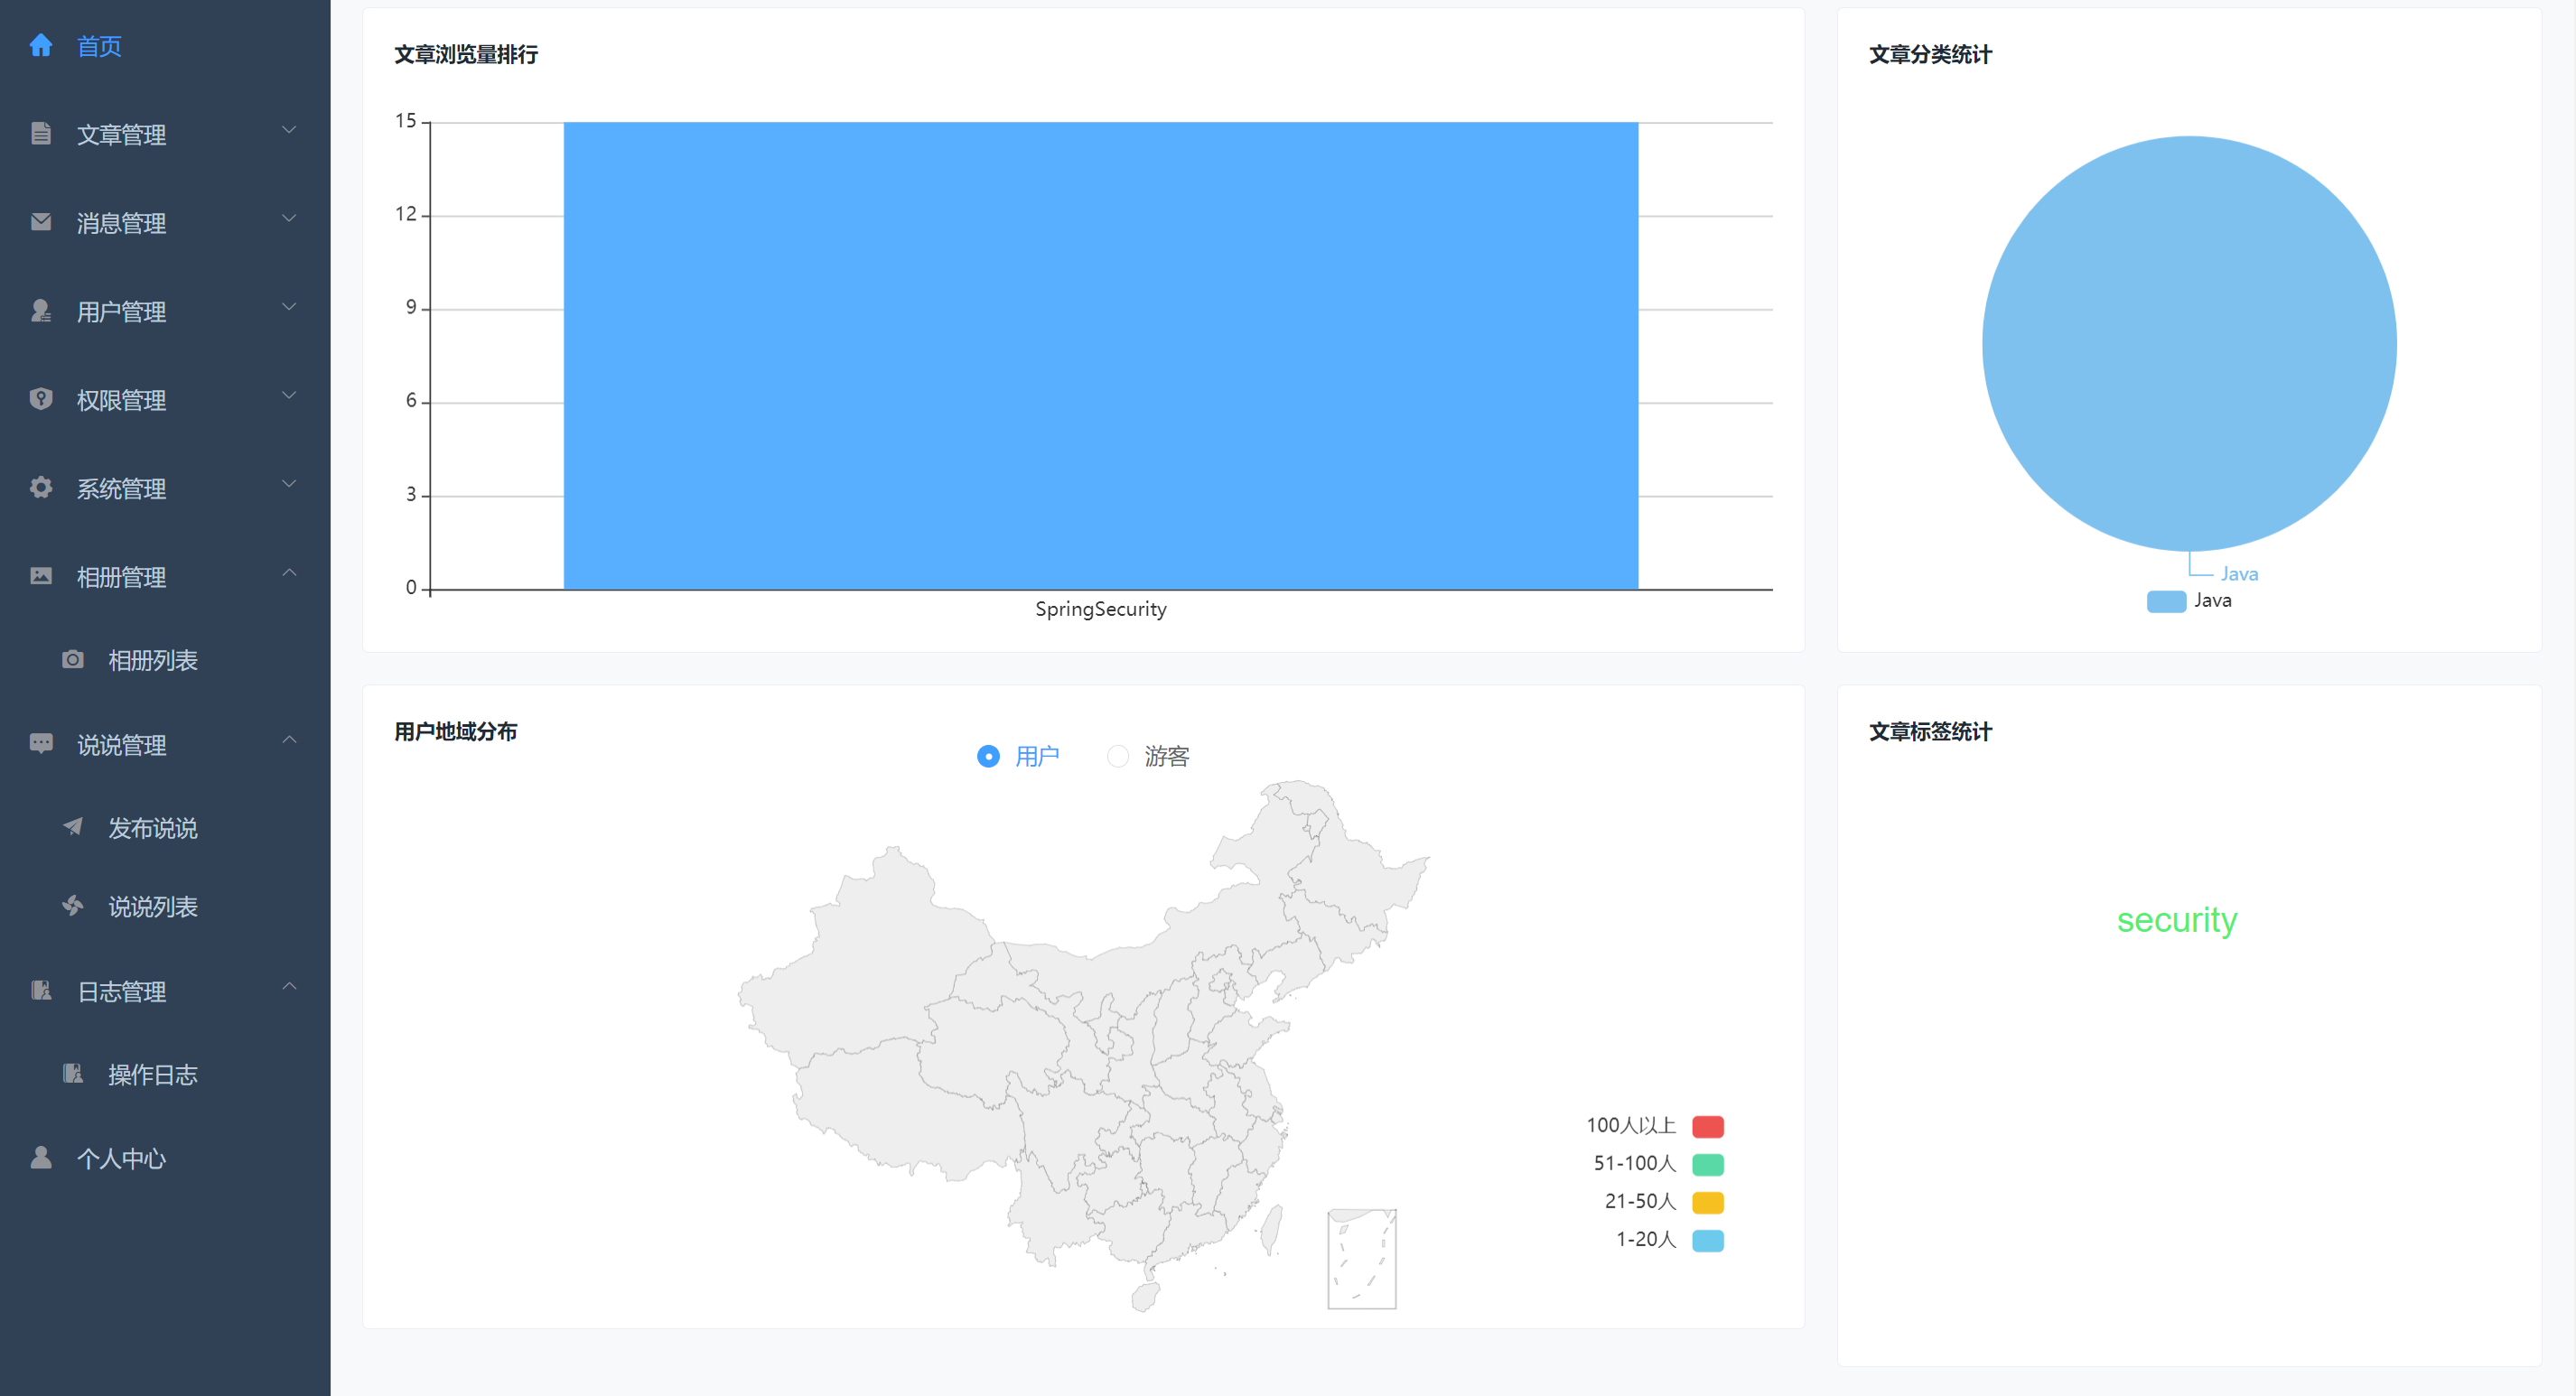 首页
文章管理
消息管理
用户管理
权限管理
系统管理
相册管理
相册列表
说说管理
发布说说
说说列表
日志管理
操作日志
个人中心
文章浏览量排行
15
12
9
6
3
0
SpringSecurity
文章分类统计
Java
Java
用户地域分布
用户 游客
100人以上
51-100人
21-50人
1-20人
文章标签统计
security